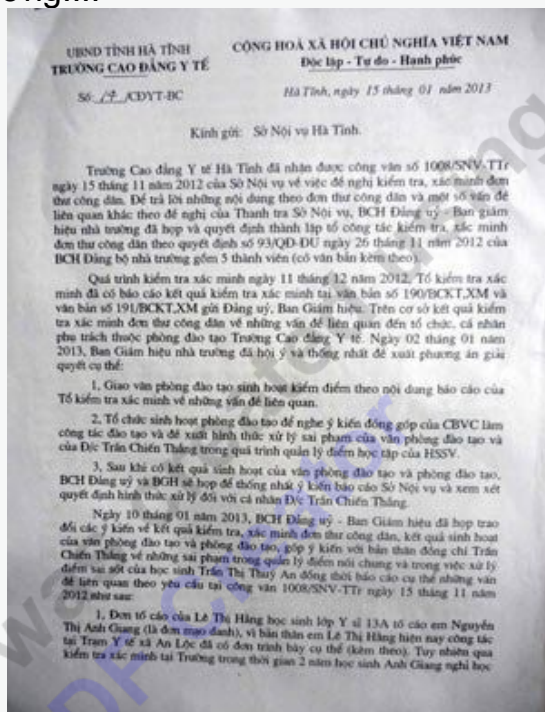 UBND TỈNH HÀ TĨNH
TRƯỜNG CAO ĐẲNG Y TẾ
Số: 14 /CĐYT-BC
CỘNG HOÀ XÃ HỘI CHỦ NGHĨA VIỆT NAM
Độc lập - Tự do - Hạnh phúc
Hà Tĩnh, ngày 15 tháng 01 năm 2013
Kính gửi: Sở Nội vụ Hà Tĩnh.
Trường Cao đẳng Y tế Hà Tĩnh đã nhận được công văn số 1008/SNV-TTr
ngày 15 tháng 11 năm 2012 của Sở Nội vụ về việc đề nghị kiểm tra, xác minh đơn
thư công dân. Để trả lời những nội dung theo đơn thư công dân và một số vấn đề
liên quan khác theo đề nghị của Thanh tra Sở Nội vụ, BCH Đảng uỷ - Ban giám
hiệu nhà trường đã họp và quyết định thành lập tổ công tác kiểm tra, xác minh
đơn thư công dân theo quyết định số 93/QD-ĐU ngày 26 tháng 11 năm 2012 của
BCH Đảng bộ nhà trường gồm 5 thành viên (có văn bản kèm theo).
Quá trình kiểm tra xác minh ngày 11 tháng 12 năm 2012, Tổ kiểm tra xác
minh đã có báo cáo kết quả kiểm tra xác minh tại văn bản số 190/BCKT,XM và
văn bản số 191/BCKT,XM gửi Đảng uỷ, Ban Giám hiệu. Trên cơ sở kết quả kiểm
tra xác minh đơn thư công dân về những vấn đề liên quan đến tổ chức, cá nhân
phụ trách thuộc phòng đào tạo Trường Cao đẳng Y tế. Ngày 02 tháng 01 năm
2013, Ban Giám hiệu nhà trường đã hội ý và thống nhất đề xuất phương án giải
quyết cụ thể:
1, Giao văn phòng đào tạo sinh hoạt kiểm điểm theo nội dung báo cáo của
Tổ kiểm tra xác minh về những vấn đề liên quan.
2, Tổ chức sinh hoạt phòng đào tạo để nghe ý kiến đóng góp của CBVC làm
công tác đào tạo và đề xuất hình thức xử lý sai phạm của văn phòng đào tạo và
của Đ/c Trần Chiến Thắng trong quá trình quản lý điểm học tập của HSSV.
3, Sau khi có kết quả sinh hoạt của văn phòng đào tạo và phòng đào tạo,
BCH Đảng uỷ và BGH sẽ họp để thống nhất ý kiến báo cáo Sở Nội vụ và xem xét
quyết định hình thức xử lý đối với cá nhân Đ/c Trần Chiến Thắng.
Ngày 10 tháng 01 năm 2013, BCH Đảng uỷ - Ban Giám hiệu đã họp trao
đổi các ý kiến về kết quả kiểm tra, xác minh đơn thư công dân, kết quả sinh hoạt
của văn phòng đào tạo và phòng đào tạo, góp ý kiến với bản thân đồng chí Trần
Chiến Thắng về những sai phạm trong quản lý điểm nói chung và trong việc xử lý
điểm sai sót của học sinh Trần Thị Thuý An đồng thời báo cáo cụ thể những vấn
đề liên quan theo yêu cầu tại công văn 1008/SNV-TTr ngày 15 tháng 11 năm
2012 như sau:
1, Đơn tố cáo của Lê Thị Hằng học sinh lớp Y sĩ 13A tố cáo em Nguyễn
Thị Anh Giang (là đơn mạo danh), vì bản thân em Lê Thị Hằng hiện nay công tác
tại Trạm Y tế xã An Lộc đã có đơn trình bày cụ thể (kèm theo). Tuy nhiên qua
kiểm tra xác minh tại Trường trong thời gian 2 năm học sinh Anh Giang nghỉ học